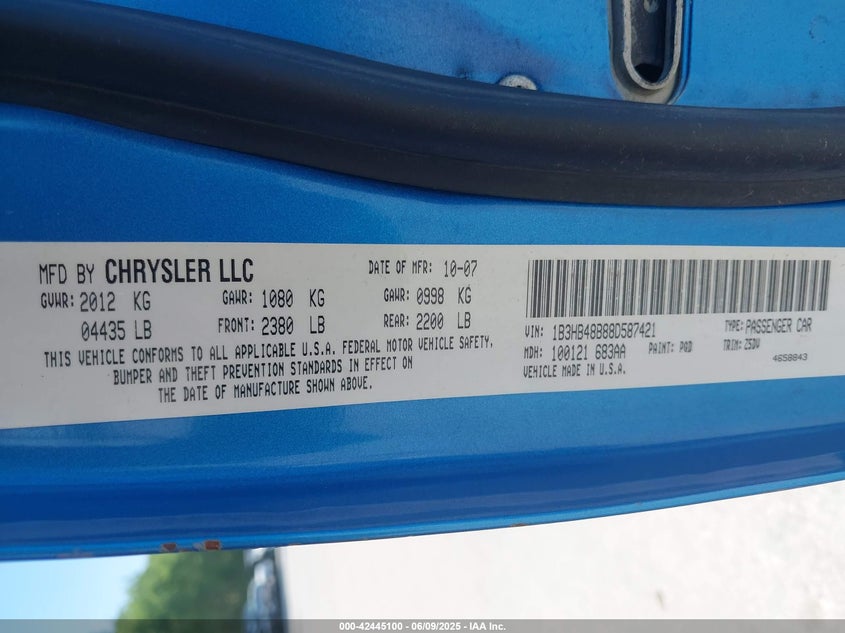 MFD BY CHRYSLER LLC DATE OF MFR: 10-07
GVWR: 2012 KG GAWR: 1080 KG GAWR: 0998 KG
04435 LB FRONT: 2380 LB REAR: 2200 LB
THIS VEHICLE CONFORMS TO ALL APPLICABLE U.S.A. FEDERAL MOTOR VEHICLE SAFETY,
BUMPER AND THEFT PREVENTION STANDARDS IN EFFECT ON
THE DATE OF MANUFACTURE SHOWN ABOVE.
VIN: 1B3HB48B88D587421 TYPE: PASSENGER CAR
MDH: 100121 683AA PAINT: PQD TRIM: Z5DV
VEHICLE MADE IN U.S.A. 4658843
000-42445100 | 06/09/2025 - IAA Inc.